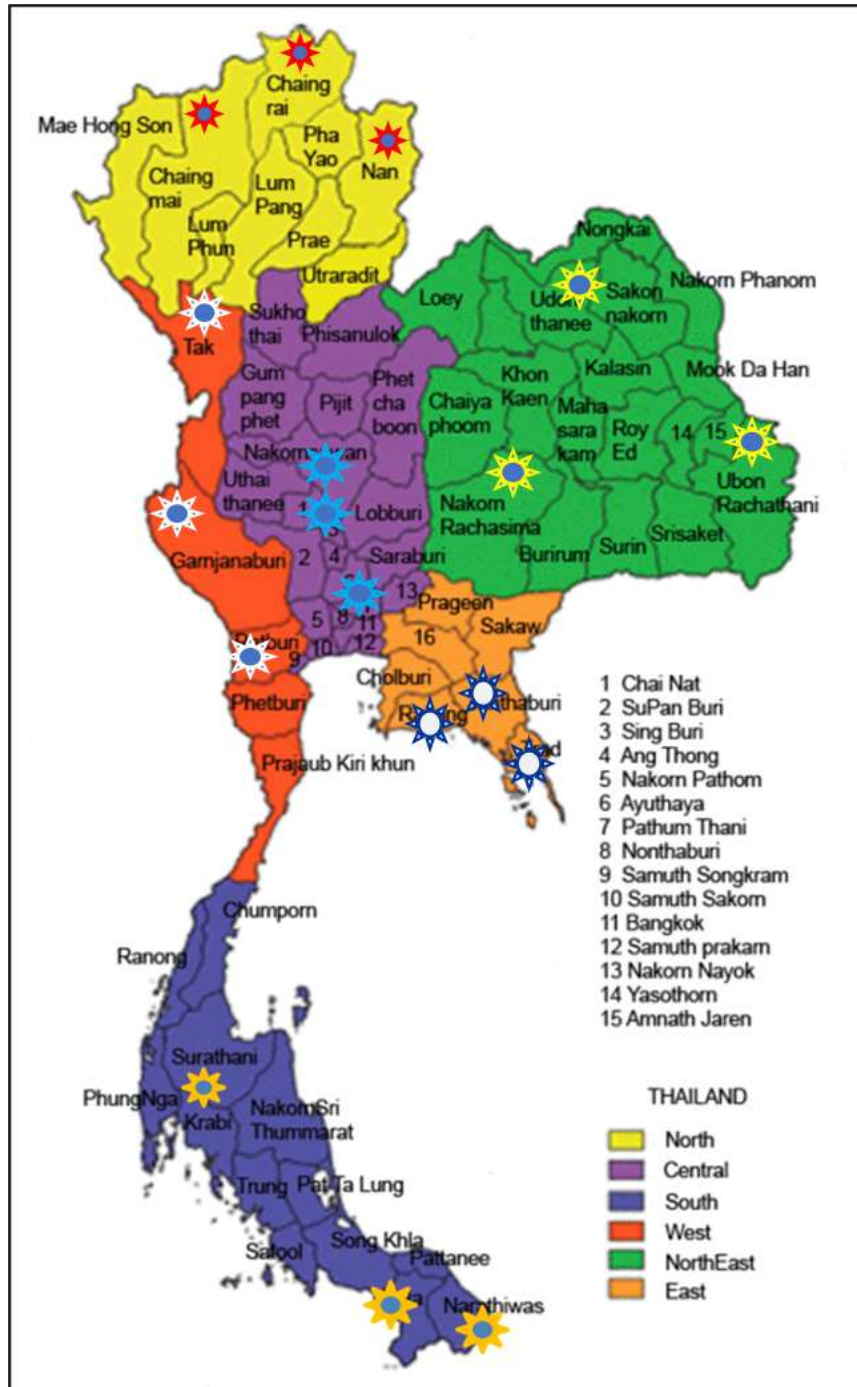 Chaing
rai
Mae Hong Son
Pha
Yao
Nan
Chaing
mai
Lum
Pang
Lum
Phun
Prae
Utraradit
Nongkai
Nakorn Phanom
Loey
thanee
Sakon
nakorn
Sukho
thai
Phisanulok
Tak
Gum
pang
phet
Pijit
Phet
cha
boon
Khon
Kaen
Kalasin
Mook Da Han
Chaiya
phoom
Maha
sara
kam
Roy
Ed
14
15
Uthai
thanee
Lobburi
Nakorn
Rachasima
Ubon
Rachathani
Burirum
Surin
Srisaket
Garnjanaburi
2
4
Saraburi
13
5
8
11
9
10
12
Prageen
16
Sakaw
Cholburi
Phetburi
Prajaub Kiri khun
1 Chai Nat
2 SuPan Buri
3 Sing Buri
4 Ang Thong
5 Nakorn Pathom
6 Ayuthaya
7 Pathum Thani
8 Nonthaburi
9 Samuth Songkram
10 Samuth Sakorn
11 Bangkok
12 Samuth prakarn
13 Nakorn Nayok
14 Yasothorn
15 Amnath Jaren
Chumporn
Ranong
Surathani
PhungNga
Krabi
NakornSri
Thummarat
Trung
Pat Ta Lung
Satool
Song Khla
Pattanee
THAILAND
North
Central
South
West
NorthEast
East